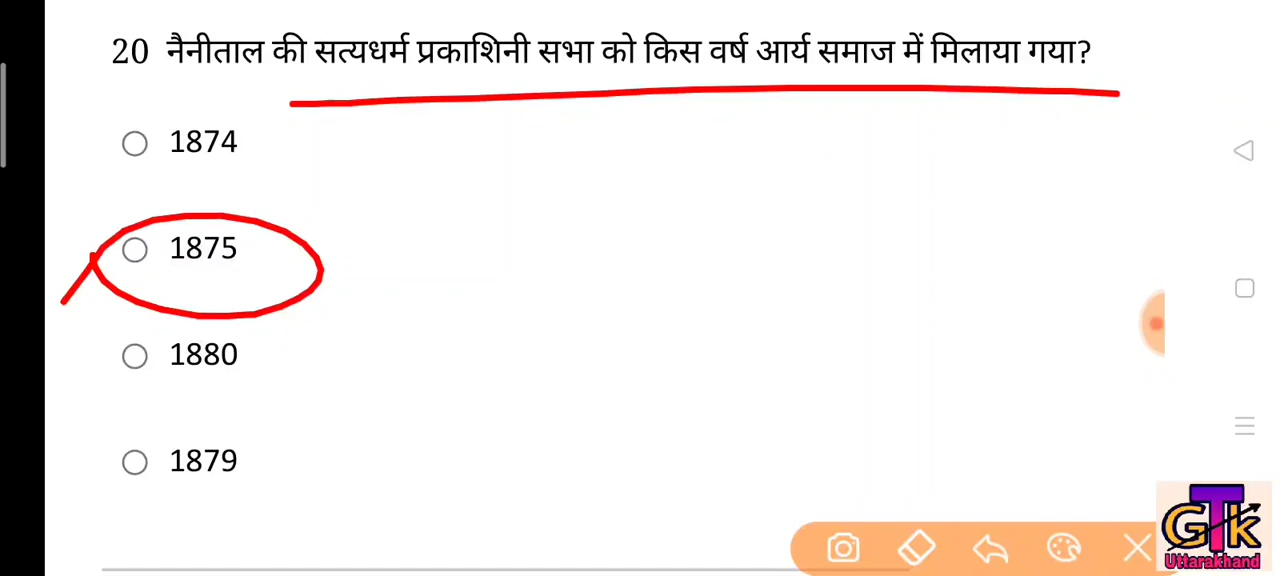 20 नैनीताल की सत्यधर्म प्रकाशिनी सभा को किस वर्ष आर्य समाज में मिलाया गया?
1874
1875
1880
1879
GTk
Uttarakhand